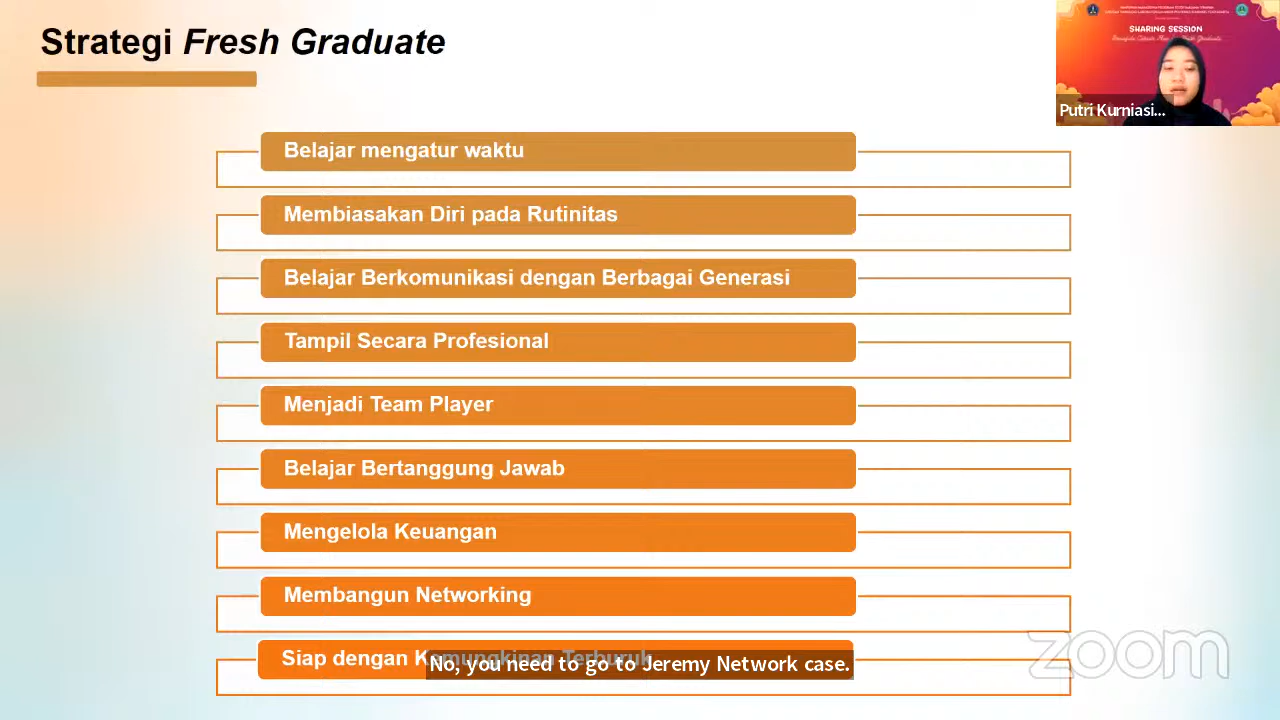 Strategi Fresh Graduate
SHARING SESSION
Putri Kurniasi...
Belajar mengatur waktu
Membiasakan Diri pada Rutinitas
Belajar Berkomunikasi dengan Berbagai Generasi
Tampil Secara Profesional
Menjadi Team Player
Belajar Bertanggung Jawab
Mengelola Keuangan
Membangun Networking
Siap dengan Kemungkinan Terburuk
No, you need to go to Jeremy Network case.
zoom